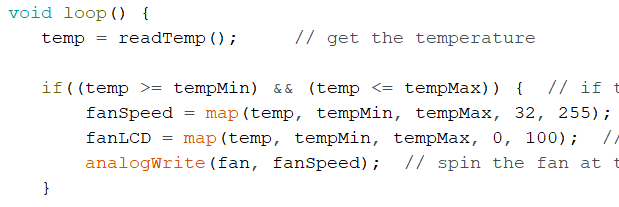 void loop() {
temp = readTemp(); // get the temperature
if((temp >= tempMin) && (temp <= tempMax)) { // if
fanSpeed = map(temp, tempMin, tempMax, 32, 255);
fanLCD = map(temp, tempMin, tempMax, 0, 100); //
analogWrite(fan, fanSpeed); // spin the fan at
}